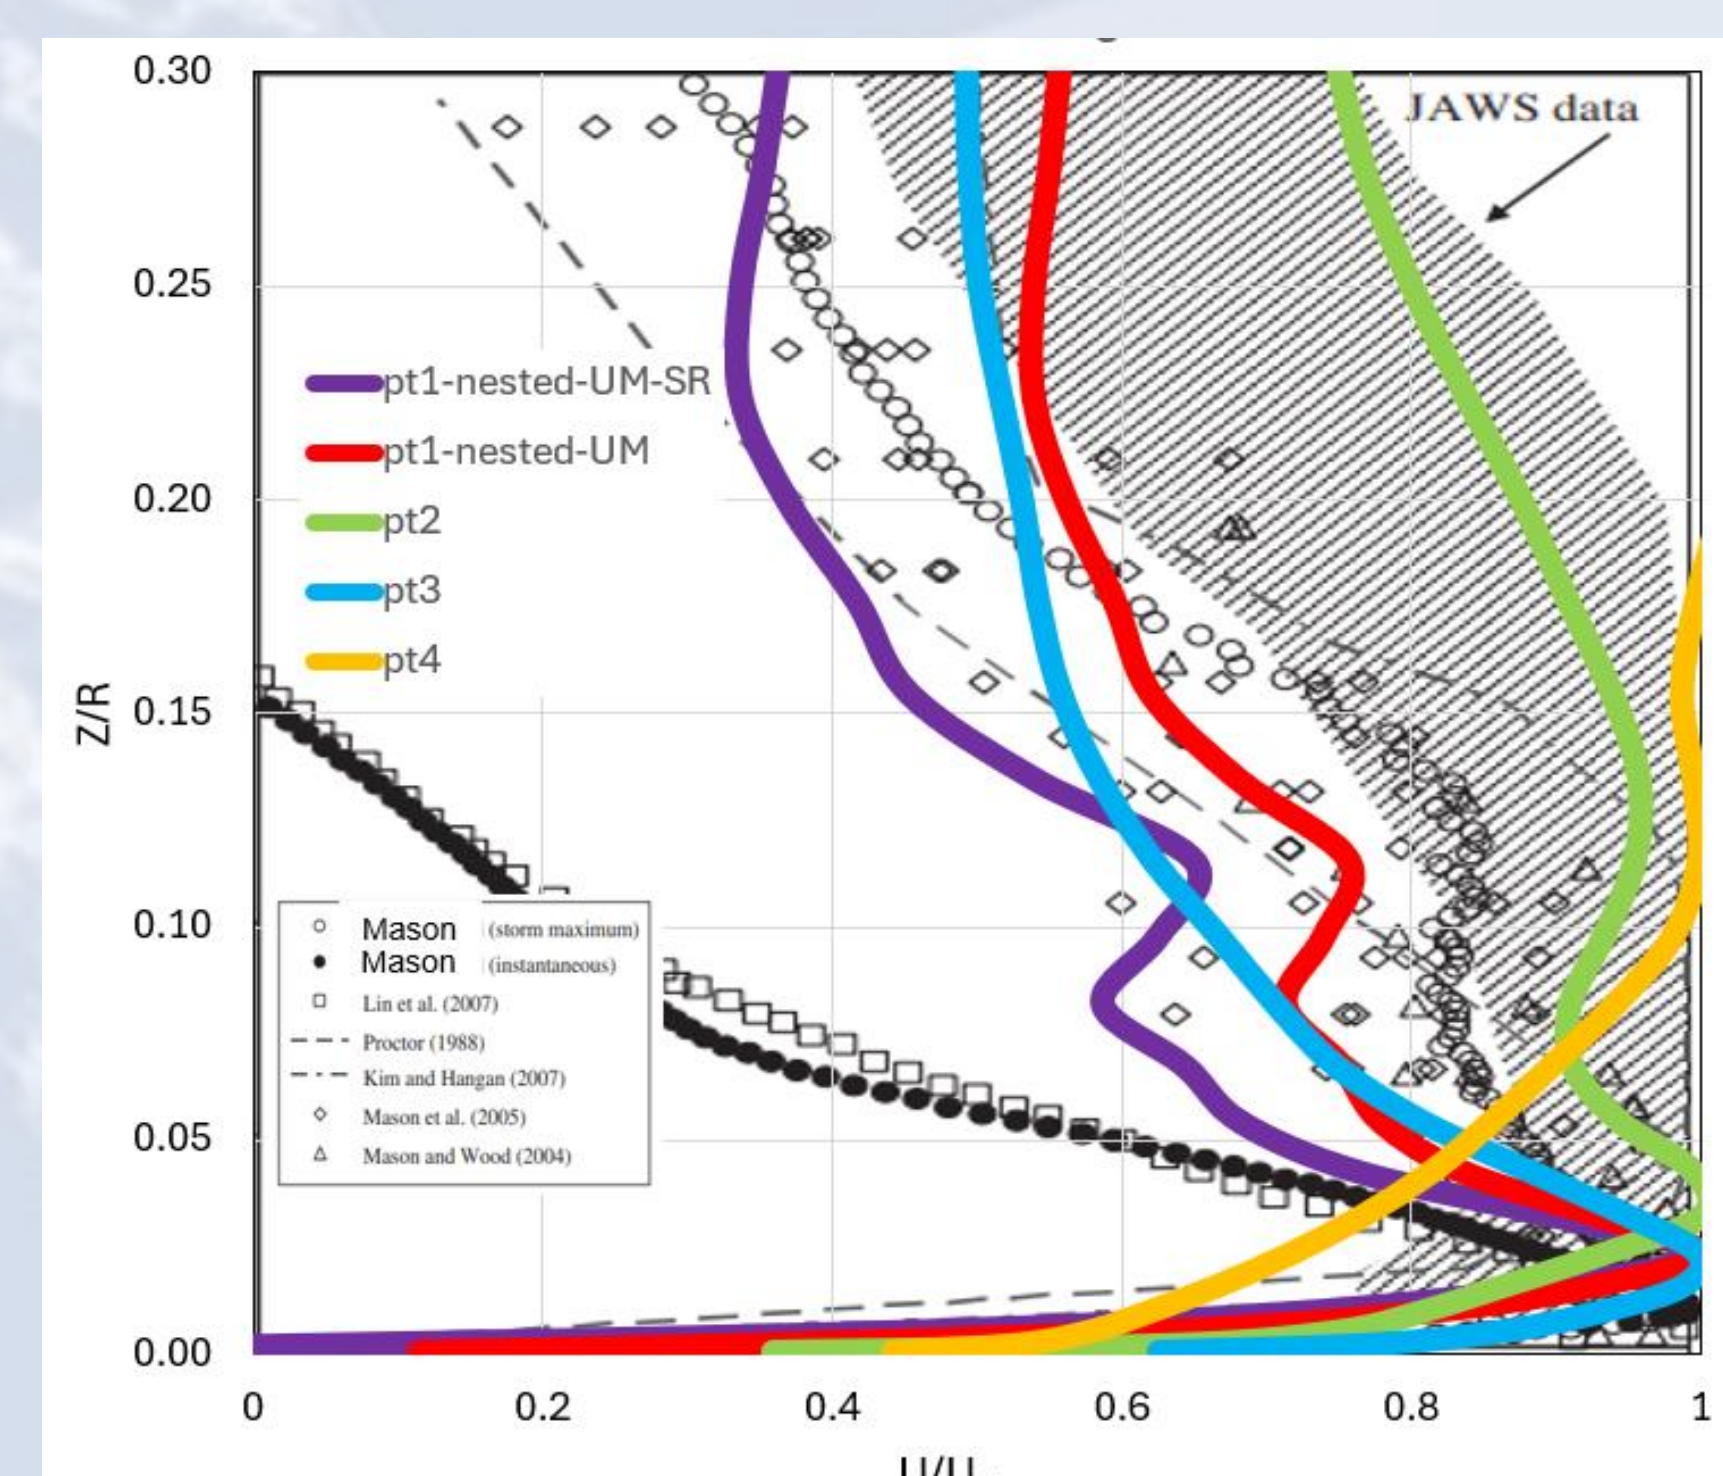 0.30
JAWS data
0.25
pt1-nested-UM-SR
pt1-nested-UM
0.20
pt2
pt3
pt4
Z/R
0.15
0.10
Mason (storm maximum)
Mason (instantaneous)
Lin et al. (2007)
Proctor (1988)
Kim and Hangan (2007)
Mason et al. (2005)
Mason and Wood (2004)
0.05
0.00
0 0.2 0.4 0.6 0.8 1